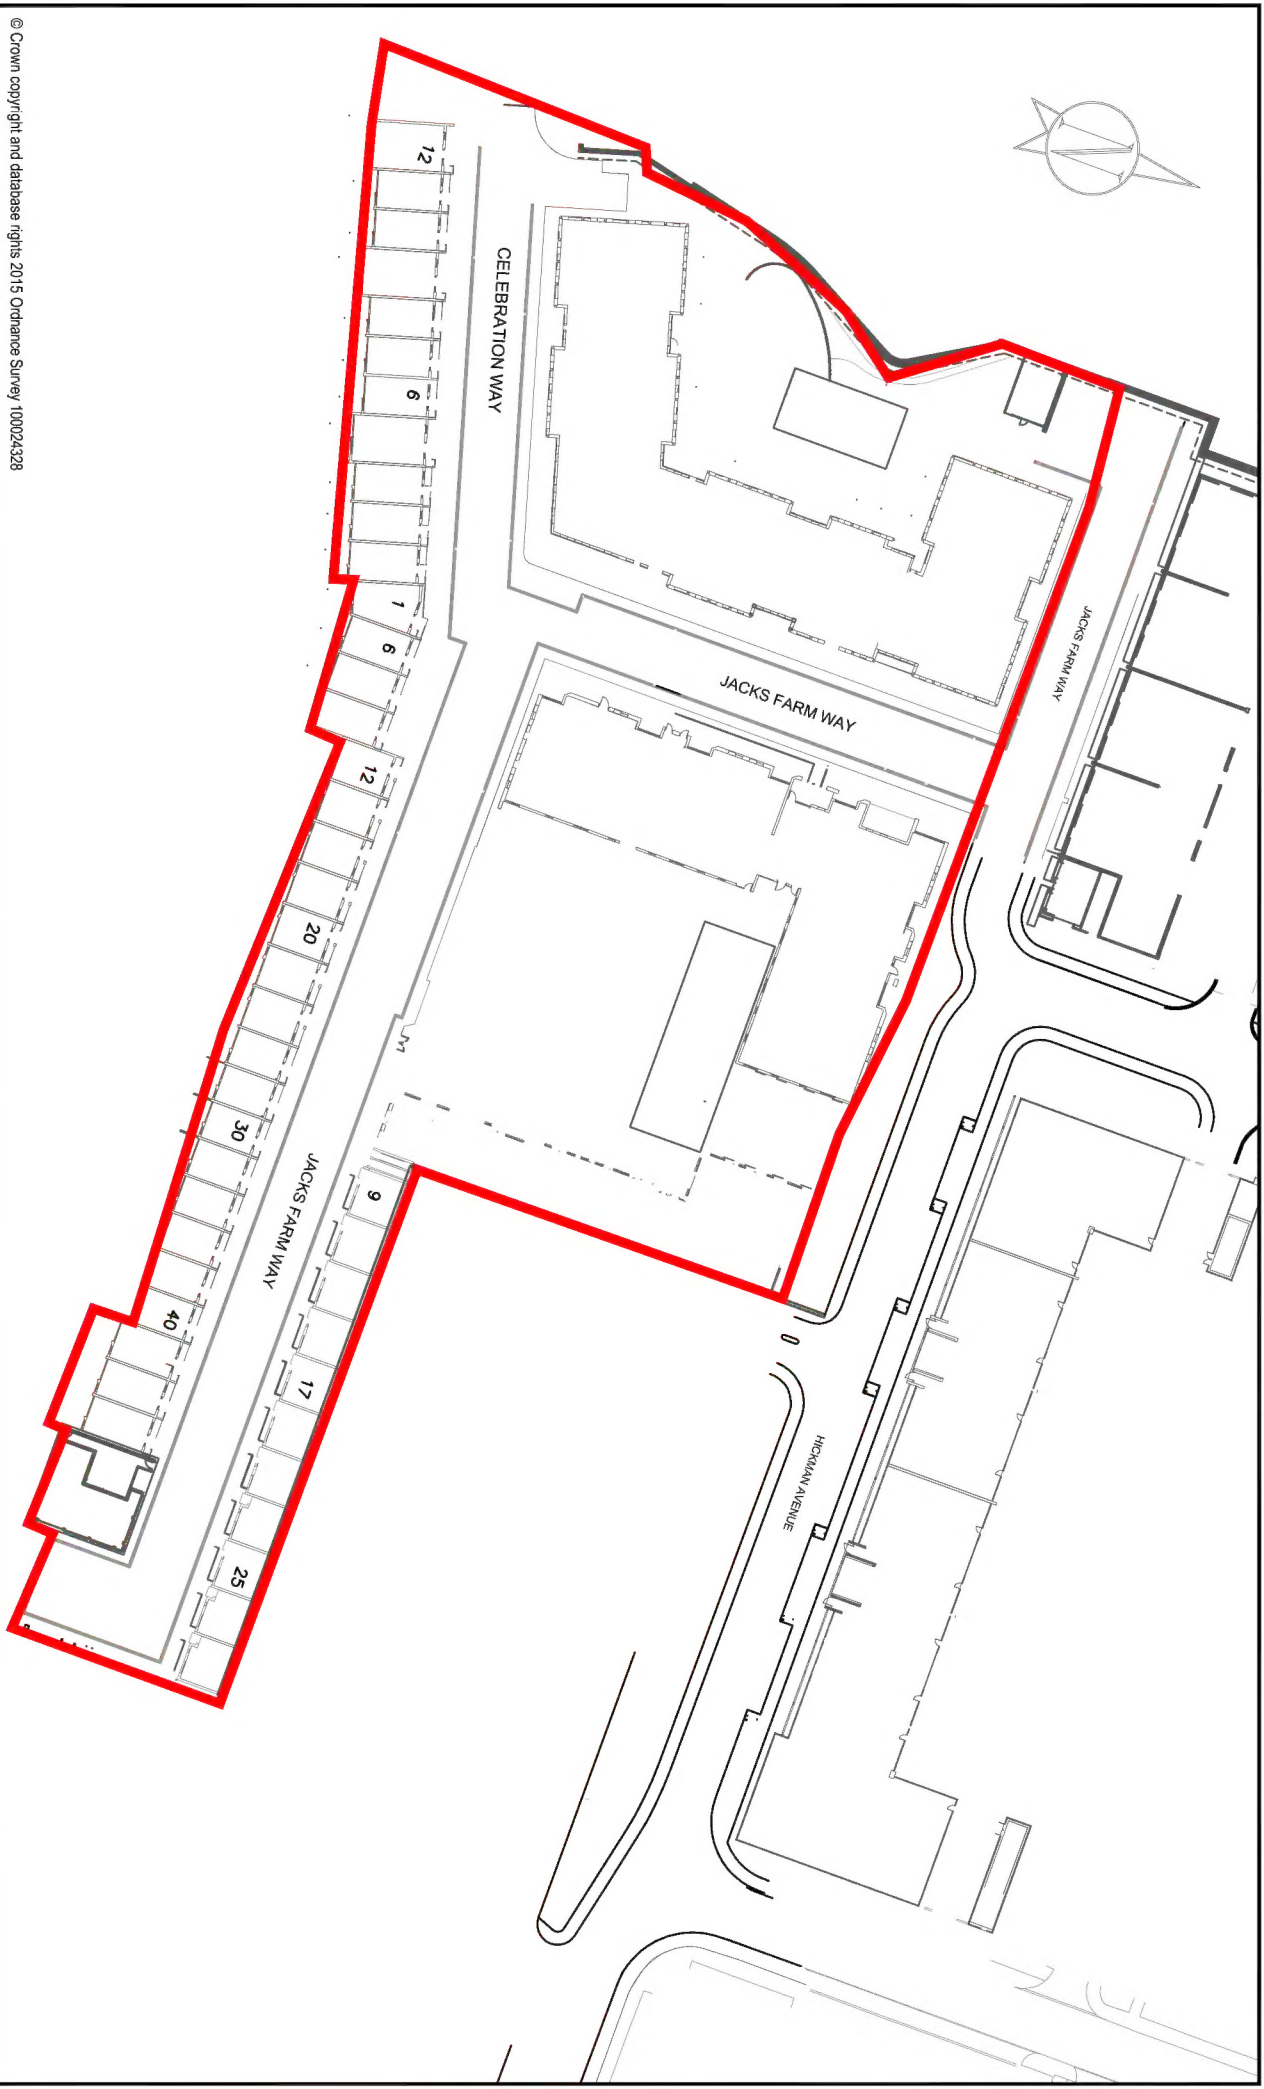 © Crown copyright and database rights 2015 Ordnance Survey 100024328
12
CELEBRATION WAY
6
1
6
JACKS FARM WAY
JACKS FARM WAY
12
20
30
JACKS FARM WAY
9
40
17
25
HICKMAN AVENUE
N